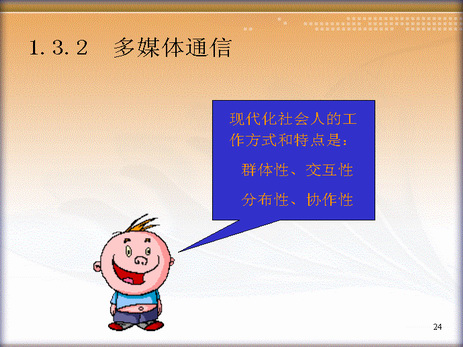 1.3.2 多媒体通信
现代化社会人的工
作方式和特点是：
群体性、交互性
分布性、协作性
24